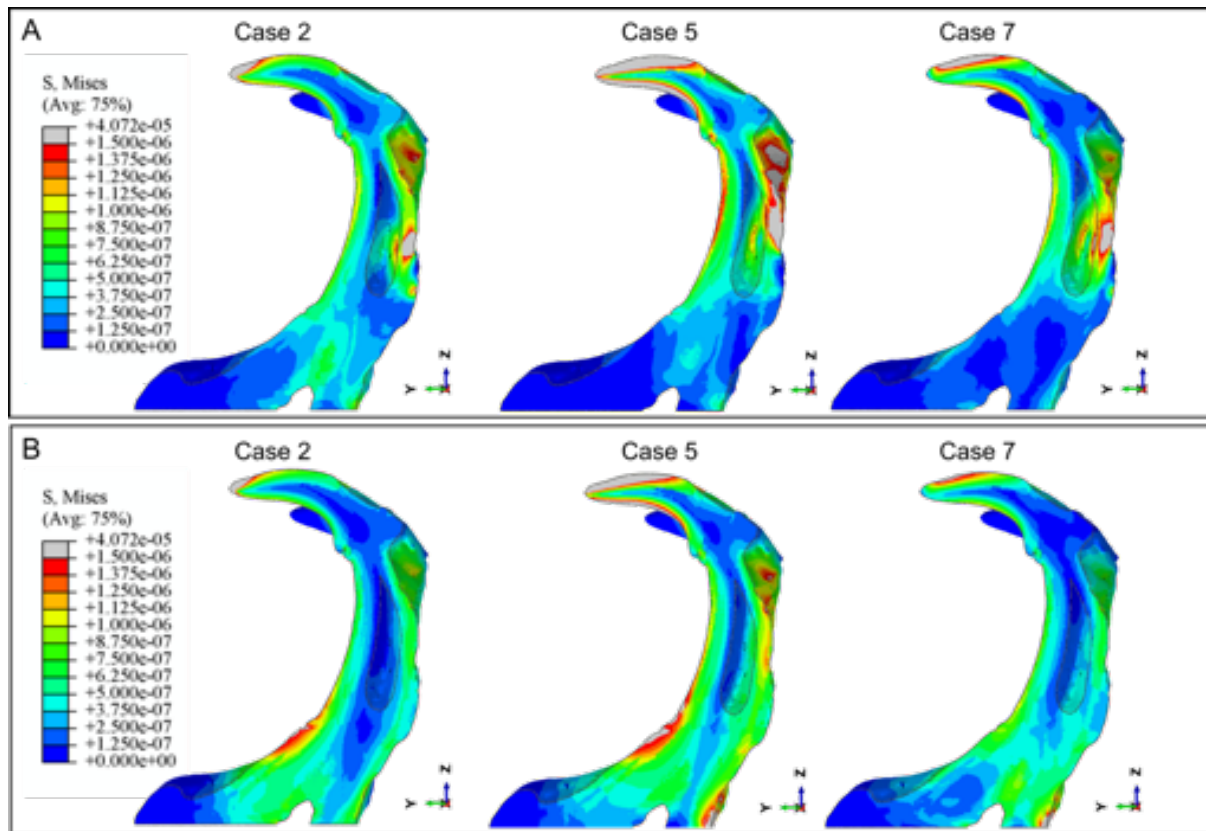 A
Case 2
Case 5
Case 7
S, Mises
(Avg: 75%)
+4.072e-05
+1.500e-06
+1.375e-06
+1.250e-06
+1.125e-06
+1.000e-06
+8.750e-07
+7.500e-07
+6.250e-07
+5.000e-07
+3.750e-07
+2.500e-07
+1.250e-07
+0.000e+00
Y Z
Y Z
Y Z
B
Case 2
Case 5
Case 7
S, Mises
(Avg: 75%)
+4.072e-05
+1.500e-06
+1.375e-06
+1.250e-06
+1.125e-06
+1.000e-06
+8.750e-07
+7.500e-07
+6.250e-07
+5.000e-07
+3.750e-07
+2.500e-07
+1.250e-07
+0.000e+00
Y Z
Y Z
Y Z